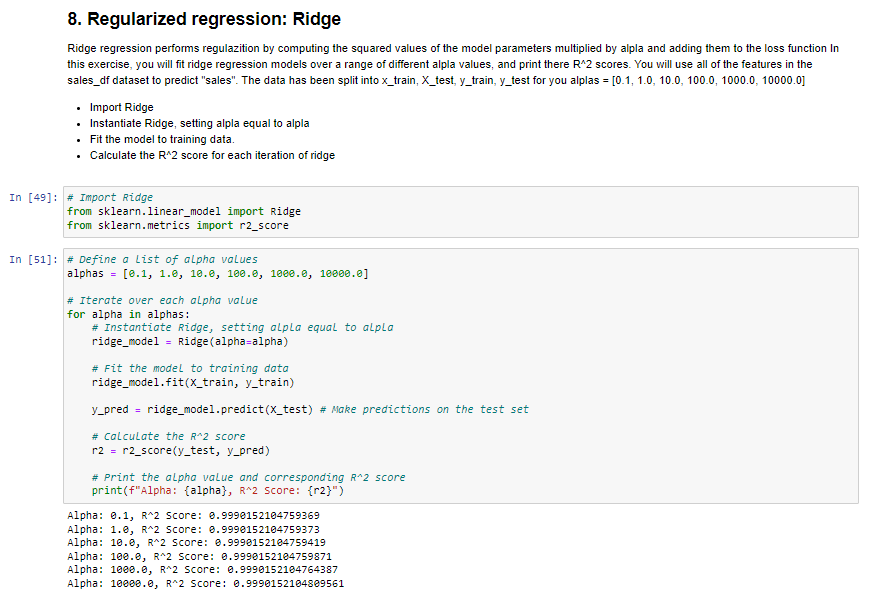 8. Regularized regression: Ridge
Ridge regression performs regulazition by computing the squared values of the model parameters multiplied by alpla and adding them to the loss function In
this exercise, you will fit ridge regression models over a range of different alpla values, and print there R^2 scores. You will use all of the features in the
sales_df dataset to predict "sales". The data has been split into x_train, X_test, y_train, y_test for you alplas = [0.1, 1.0, 10.0, 100.0, 1000.0, 10000.0]
• Import Ridge
• Instantiate Ridge, setting alpla equal to alpla
• Fit the model to training data.
• Calculate the R^2 score for each iteration of ridge
In [49]: # Import Ridge
from sklearn.linear_model import Ridge
from sklearn.metrics import r2_score
In [51]: # Define a list of alpha values
alphas = [0.1, 1.0, 10.0, 100.0, 1000.0, 10000.0]
# Iterate over each alpha value
for alpha in alphas:
# Instantiate Ridge, setting alpla equal to alpla
ridge_model = Ridge(alpha=alpha)
# Fit the model to training data
ridge_model.fit(X_train, y_train)
y_pred = ridge_model.predict(X_test) # Make predictions on the test set
# Calculate the R^2 score
r2 = r2_score(y_test, y_pred)
# Print the alpha value and corresponding R^2 score
print(f"Alpha: {alpha}, R^2 Score: {r2}")
Alpha: 0.1, R^2 Score: 0.9990152104759369
Alpha: 1.0, R^2 Score: 0.9990152104759373
Alpha: 10.0, R^2 Score: 0.9990152104759419
Alpha: 100.0, R^2 Score: 0.9990152104759871
Alpha: 1000.0, R^2 Score: 0.9990152104764387
Alpha: 10000.0, R^2 Score: 0.9990152104809561